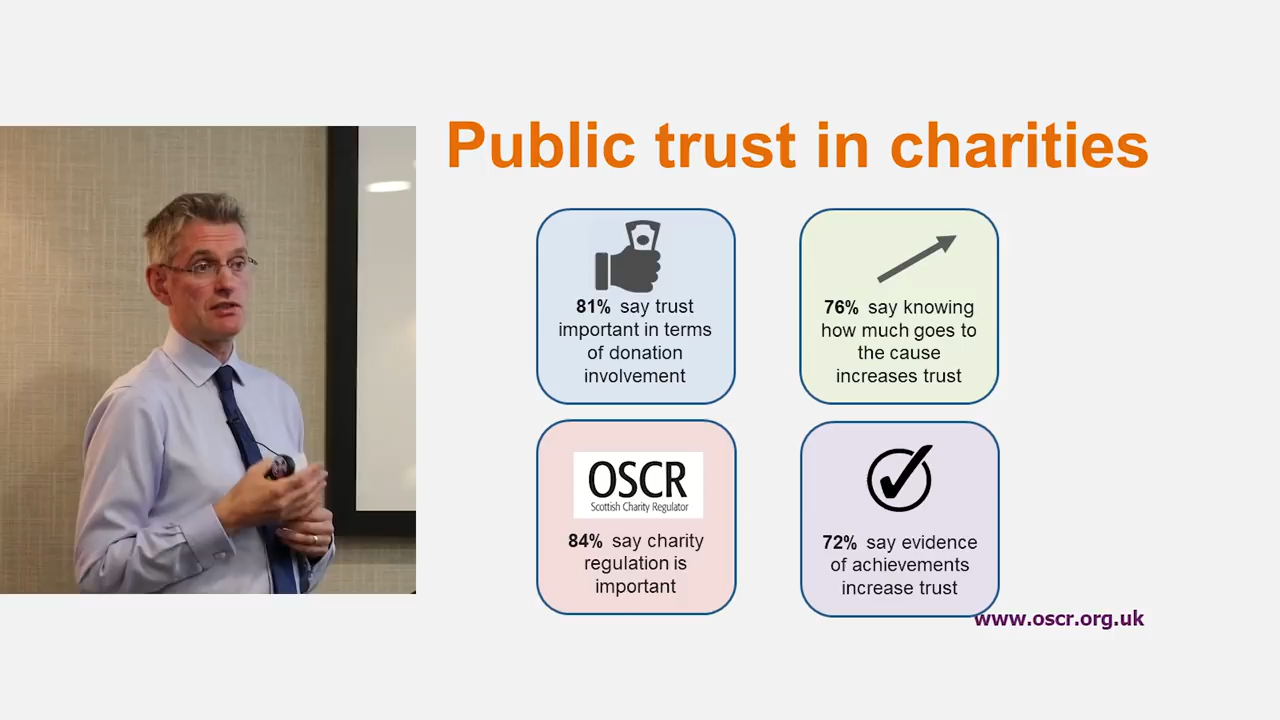 Public trust in charities
81% say trust
important in terms
of donation
involvement
76% say knowing
how much goes to
the cause
increases trust
OSCR
Scottish Charity Regulator
84% say charity
regulation is
important
72% say evidence
of achievements
increase trust
www.oscr.org.uk